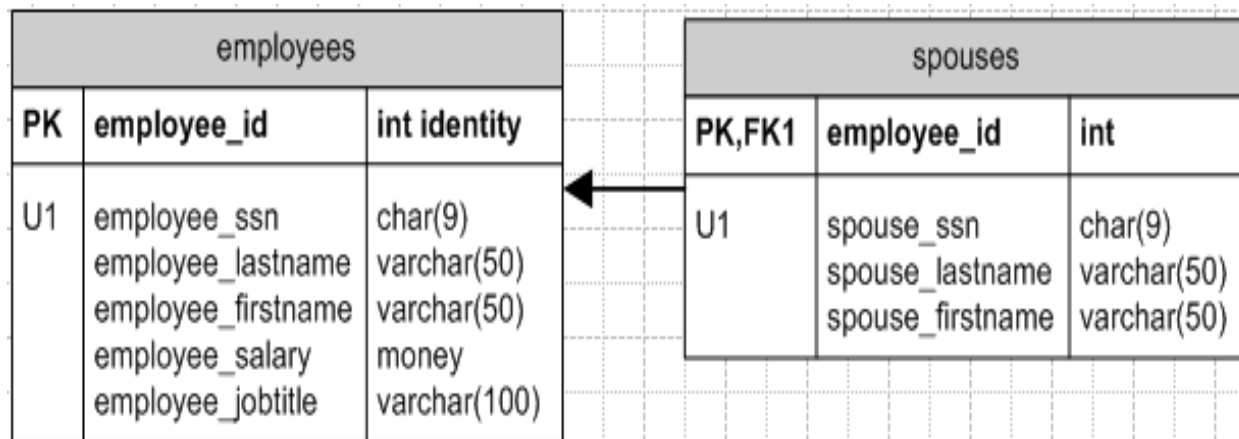 employees
PK employee_id int identity
U1 employee_ssn char(9)
employee_lastname varchar(50)
employee_firstname varchar(50)
employee_salary money
employee_jobtitle varchar(100)
spouses
PK,FK1 employee_id int
U1 spouse_ssn char(9)
spouse_lastname varchar(50)
spouse_firstname varchar(50)